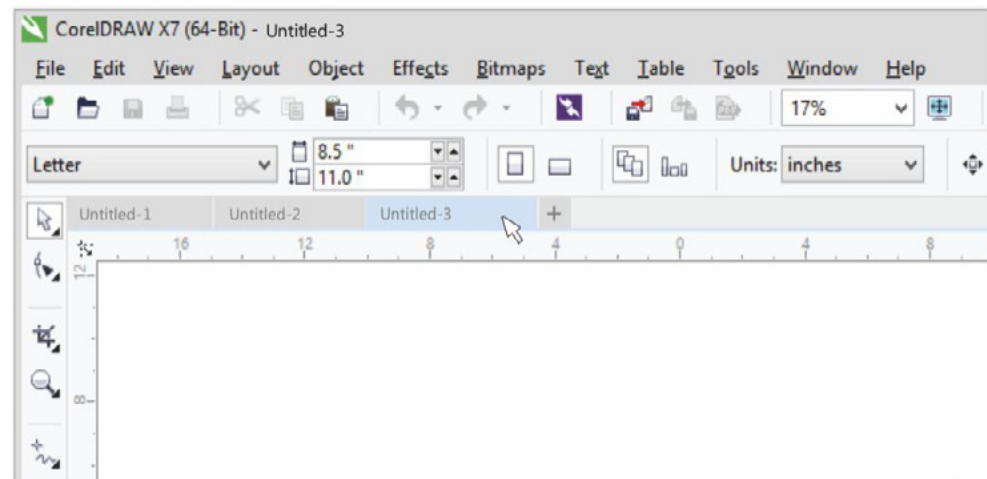 CorelDRAW X7 (64-Bit) - Untitled-3
File Edit View Layout Object Effects Bitmaps Text Table Tools Window Help
17%
Letter 8.5 " Units: inches
11.0 "
Untitled-1 Untitled-2 Untitled-3 +
16 12 8 4 0 4 8
12
8